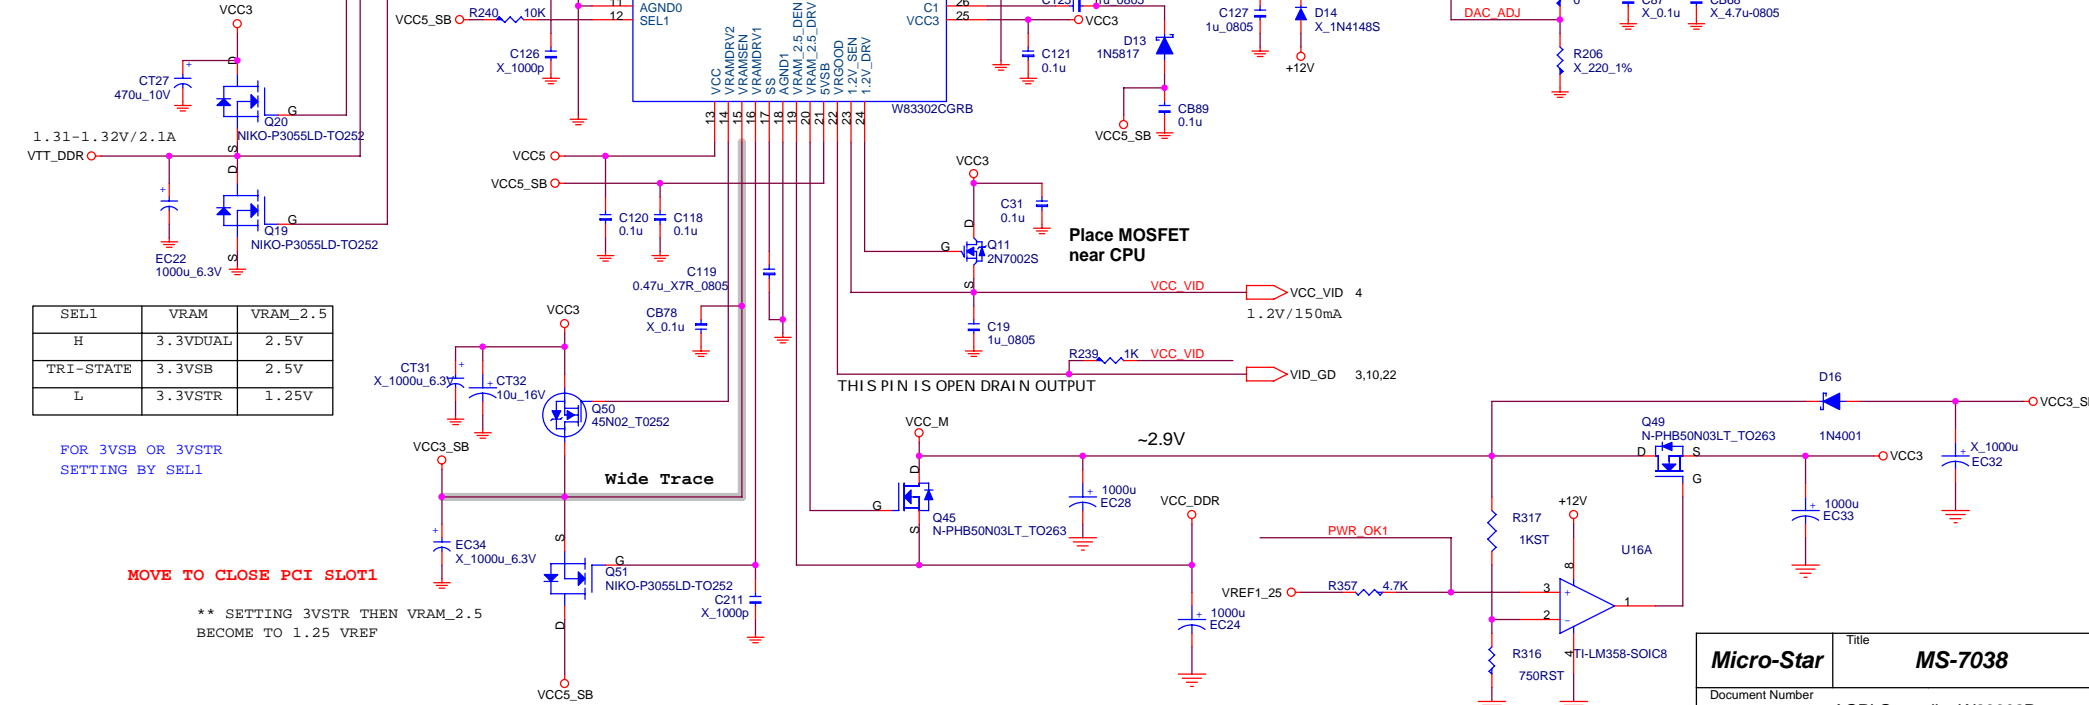 VCC3
CT27
470u_10V
D
G
Q20
NIKO-P3055LD-TO252
1.31-1.32V/2.1A
VTT_DDR
S
D
G
Q19
NIKO-P3055LD-TO252
S
EC22
1000u_6.3V
VCC5_SB
R240
10K
11
12
AGND0
SEL1
C126
X_1000p
VCC
VRAMDRV2
VRAMSEN
VRAMDRV1
SS
AGND1
VRAM_2.5_DEN
VRAM_2.5_DRV
5VSB
VRGOOD
1.2V_SEN
1.2V_DRV
13
14
15
16
17
18
19
20
21
22
23
24
C1
VCC3
26
25
W83302CGRB
VCC3
C121
0.1u
D13
1N5817
VCC5_SB
CB89
0.1u
C127
1u_0805
D14
X_1N4148S
+12V
DAC_ADJ
0
R206
X_220_1%
X_0.1u
X_4.7u-0805
VCC5
VCC5_SB
C120
0.1u
C118
0.1u
C119
0.47u_X7R_0805
CB78
X_0.1u
VCC3
C31
0.1u
D
G
Q11
2N7002S
S
Place MOSFET
near CPU
VCC_VID
VCC_VID 4
1.2V/150mA
C19
1u_0805
R239
1K
VCC_VID
VID_GD 3,10,22
THIS PIN IS OPEN DRAIN OUTPUT
SEL1 VRAM VRAM_2.5
H 3.3VDUAL 2.5V
TRI-STATE 3.3VSB 2.5V
L 3.3VSTR 1.25V
FOR 3VSB OR 3VSTR
SETTING BY SEL1
VCC3
CT31
X_1000u_6.3V
CT32
10u_16V
Q50
45N02_T0252
VCC3_SB
Wide Trace
EC34
X_1000u_6.3V
S
G
Q51
NIKO-P3055LD-TO252
D
C211
X_1000p
VCC5_SB
MOVE TO CLOSE PCI SLOT1
** SETTING 3VSTR THEN VRAM_2.5
BECOME TO 1.25 VREF
VCC_M
~2.9V
D
G
S
Q45
N-PHB50N03LT_TO263
1000u
EC28
VCC_DDR
1000u
EC24
PWR_OK1
VREF1_25
R357
4.7K
R317
1KST
R316
750RST
+12V
U16A
8
3
2
1
4
+
-
TI-LM358-SOIC8
D16
1N4001
Q49
N-PHB50N03LT_TO263
D
S
G
VCC3
1000u
EC33
X_1000u
EC32
Micro-Star
Title
MS-7038
Document Number